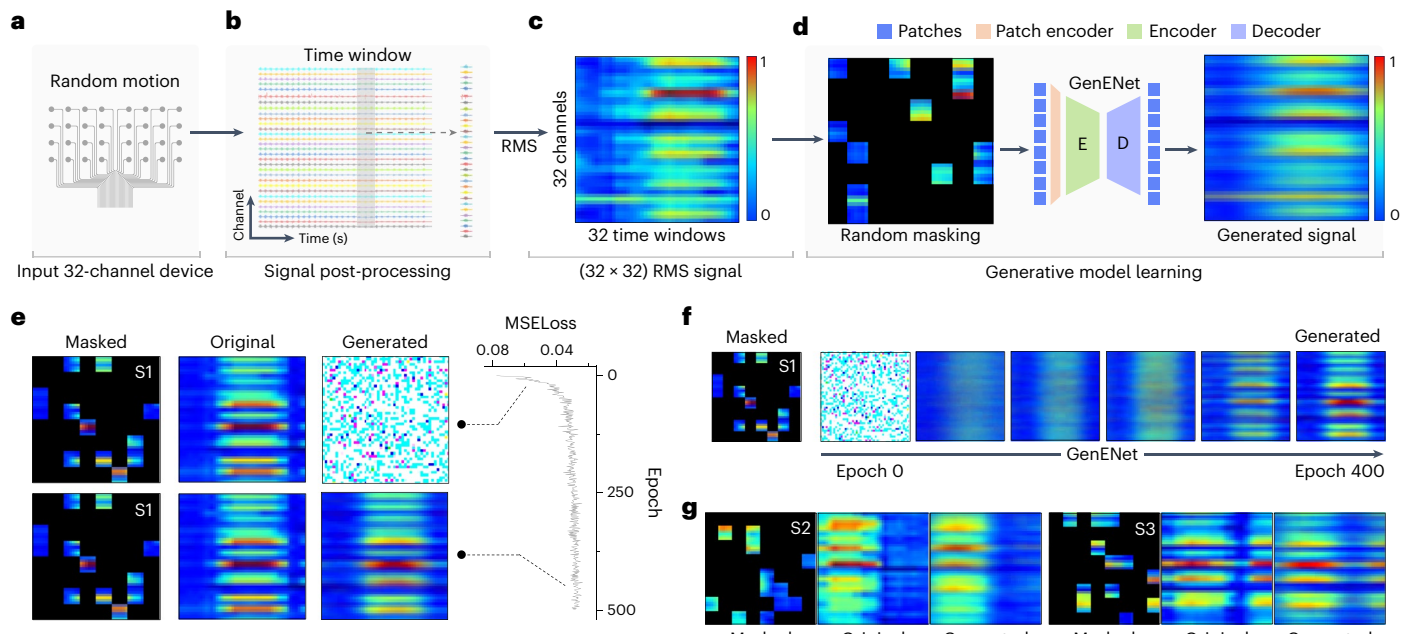 a
Random motion
Input 32-channel device
b
Time window
Channel
Time (s)
Signal post-processing
RMS
c
32 channels
1
0
32 time windows
(32 × 32) RMS signal
d
Patches
Patch encoder
Encoder
Decoder
Random masking
GenENet
E
D
1
0
Generated signal
Generative model learning
e
Masked
Original
Generated
S1
S1
MSELoss
0.08
0.04
0
250
500
Epoch
f
Masked
Generated
S1
GenENet
Epoch 0
Epoch 400
g
S2
S3